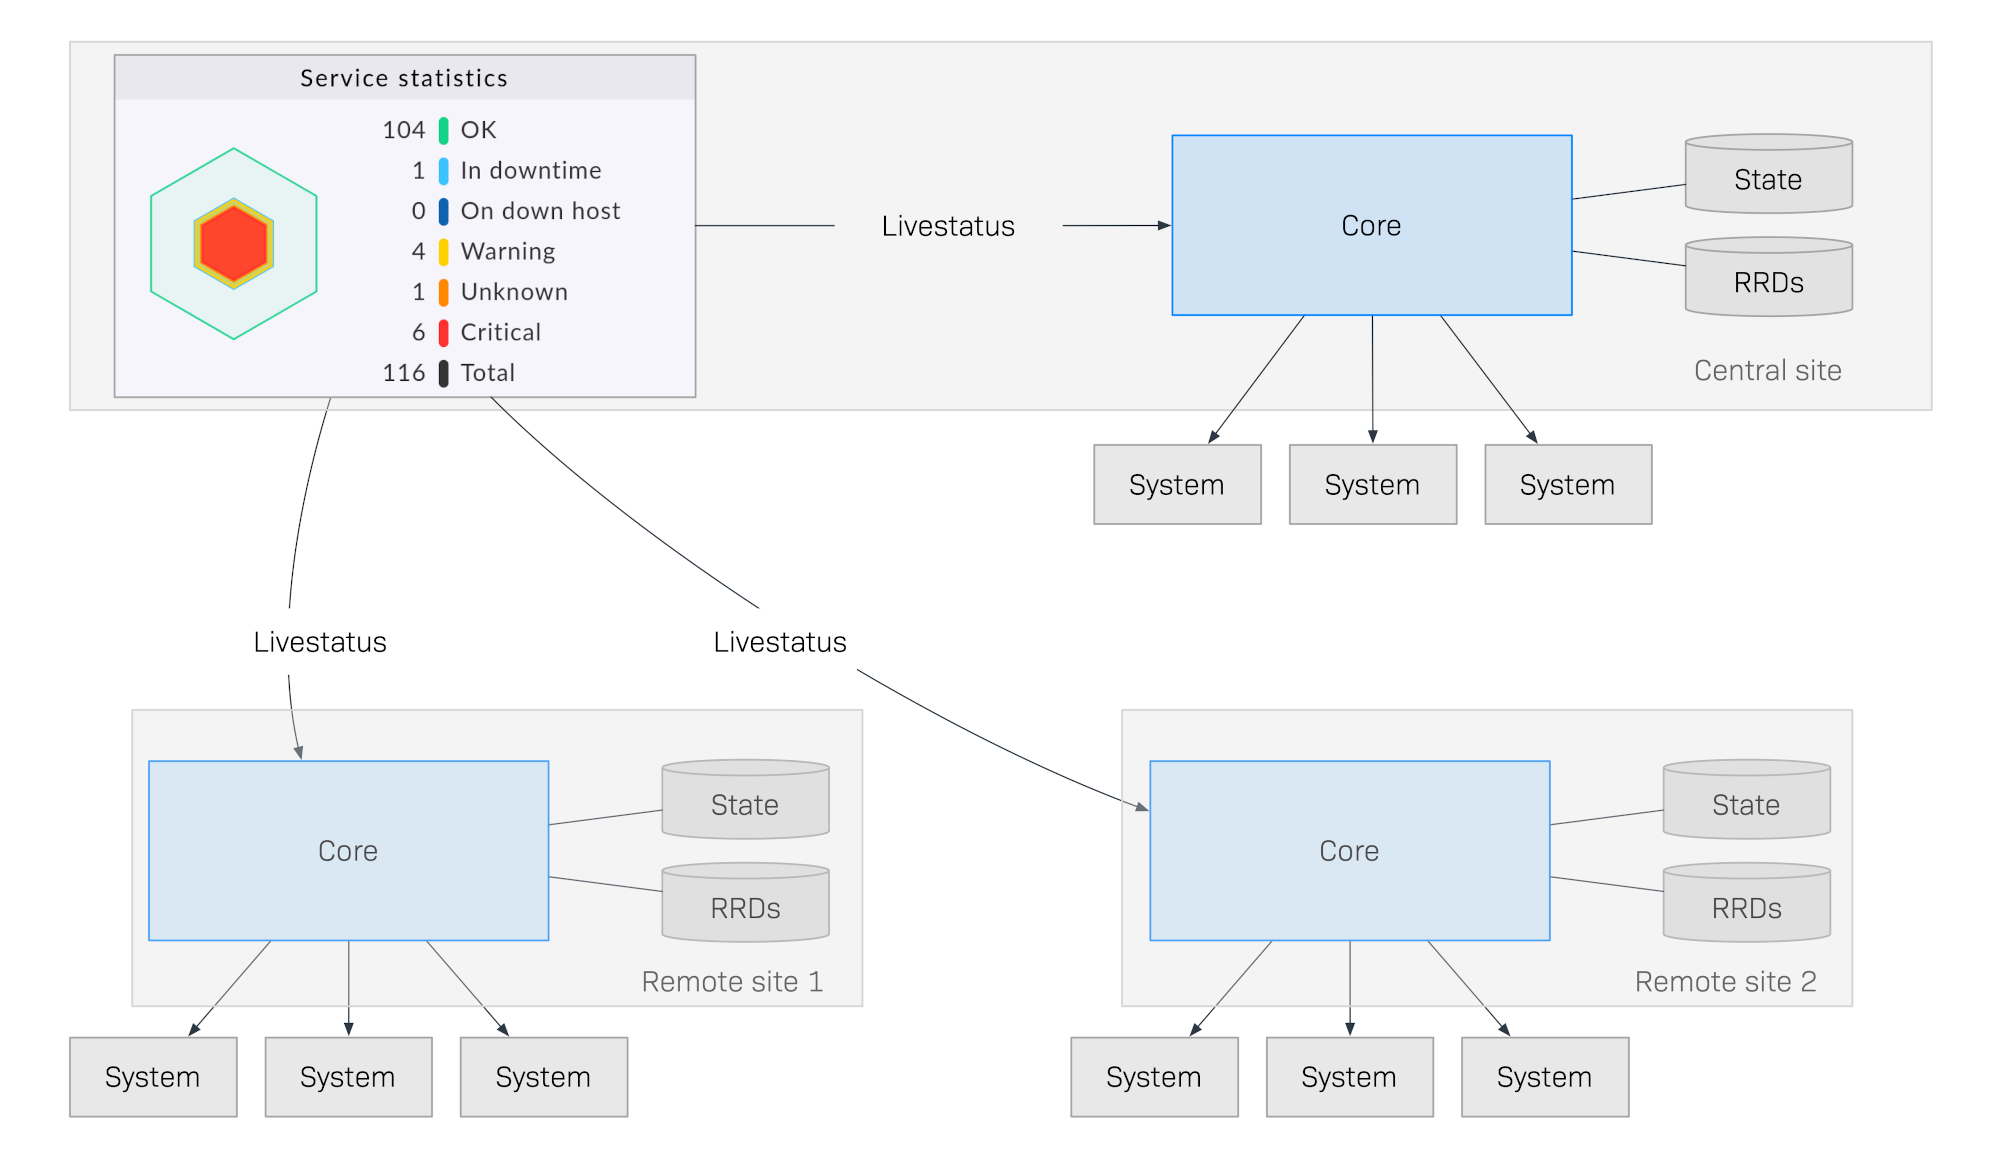 Service statistics
104 OK
1 In downtime
0 On down host
4 Warning
1 Unknown
6 Critical
116 Total
Livestatus
Core
State
RRDs
Central site
System System System
Livestatus Livestatus
Core
State
RRDs
Remote site 1
System System System
Core
State
RRDs
Remote site 2
System System System